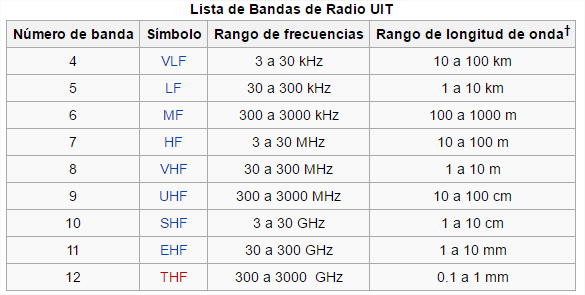 Lista de Bandas de Radio UIT
Número de banda Símbolo Rango de frecuencias Rango de longitud de onda†
4 VLF 3 a 30 kHz 10 a 100 km
5 LF 30 a 300 kHz 1 a 10 km
6 MF 300 a 3000 kHz 100 a 1000 m
7 HF 3 a 30 MHz 10 a 100 m
8 VHF 30 a 300 MHz 1 a 10 m
9 UHF 300 a 3000 MHz 10 a 100 cm
10 SHF 3 a 30 GHz 1 a 10 cm
11 EHF 30 a 300 GHz 1 a 10 mm
12 THF 300 a 3000 GHz 0.1 a 1 mm